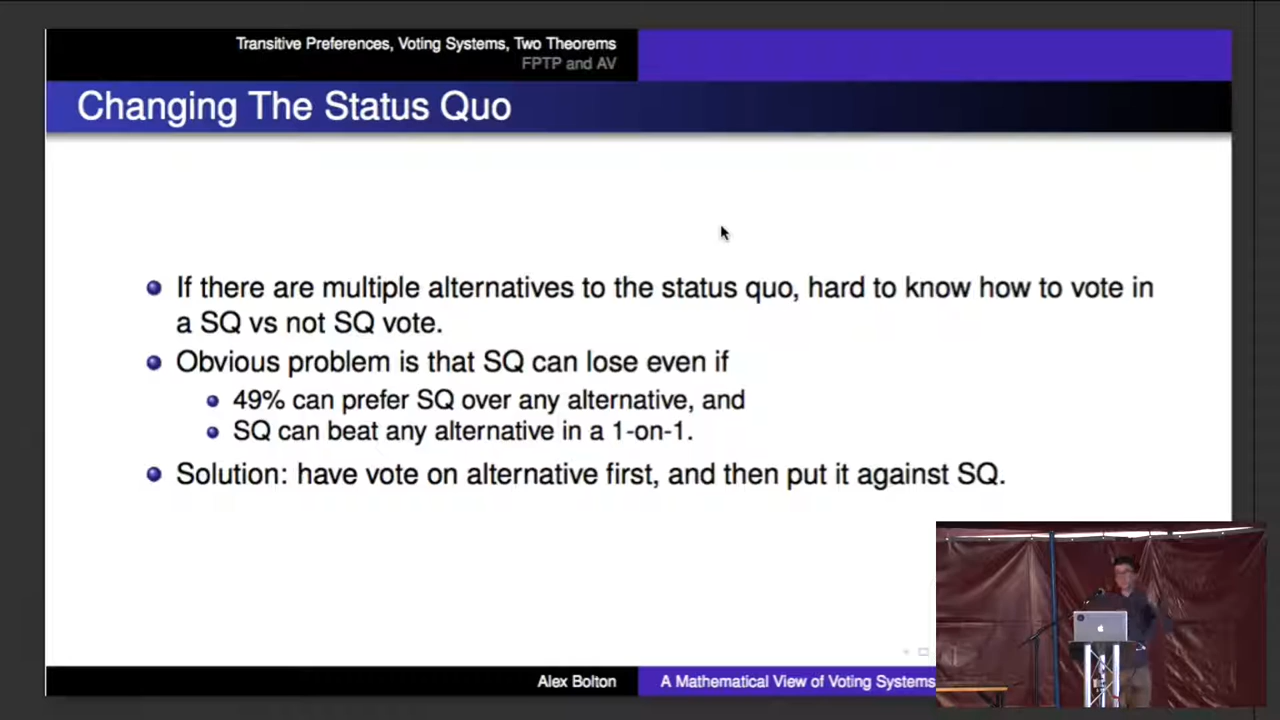 Transitive Preferences, Voting Systems, Two Theorems
FPTP and AV
Changing The Status Quo
If there are multiple alternatives to the status quo, hard to know how to vote in
a SQ vs not SQ vote.
Obvious problem is that SQ can lose even if
49% can prefer SQ over any alternative, and
SQ can beat any alternative in a 1-on-1.
Solution: have vote on alternative first, and then put it against SQ.
Alex Bolton
A Mathematical View of Voting Systems